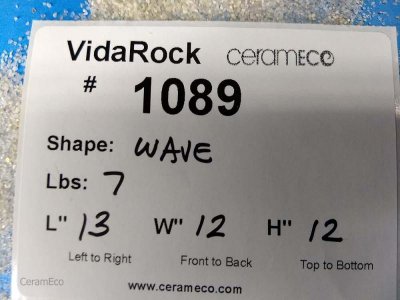 VidaRock CeramEco
# 1089
Shape: WAVE
Lbs: 7
L" 13 W" 12 H" 12
Left to Right Front to Back Top to Bottom
CeramEco
www.cerameco.com